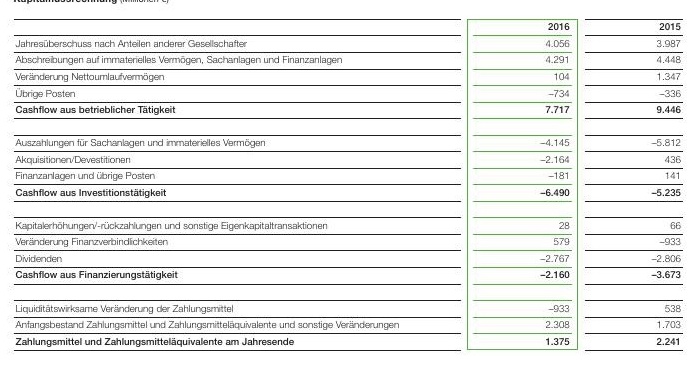 Kapitalflussrechnung (Millionen €)
2016 2015
Jahresüberschuss nach Anteilen anderer Gesellschafter 4.056 3.987
Abschreibungen auf immaterielles Vermögen, Sachanlagen und Finanzanlagen 4.291 4.448
Veränderung Nettoumlaufvermögen 104 1.347
Übrige Posten –734 –336
Cashflow aus betrieblicher Tätigkeit 7.717 9.446
Auszahlungen für Sachanlagen und immaterielles Vermögen –4.145 –5.812
Akquisitionen/Devestitionen –2.164 436
Finanzanlagen und übrige Posten –181 141
Cashflow aus Investitionstätigkeit –6.490 –5.235
Kapitalerhöhungen/-rückzahlungen und sonstige Eigenkapitaltransaktionen 28 66
Veränderung Finanzverbindlichkeiten 579 –933
Dividenden –2.767 –2.806
Cashflow aus Finanzierungstätigkeit –2.160 –3.673
Liquiditätswirksame Veränderung der Zahlungsmittel –933 538
Anfangsbestand Zahlungsmittel und Zahlungsmitteläquivalente und sonstige Veränderungen 2.308 1.703
Zahlungsmittel und Zahlungsmitteläquivalente am Jahresende 1.375 2.241